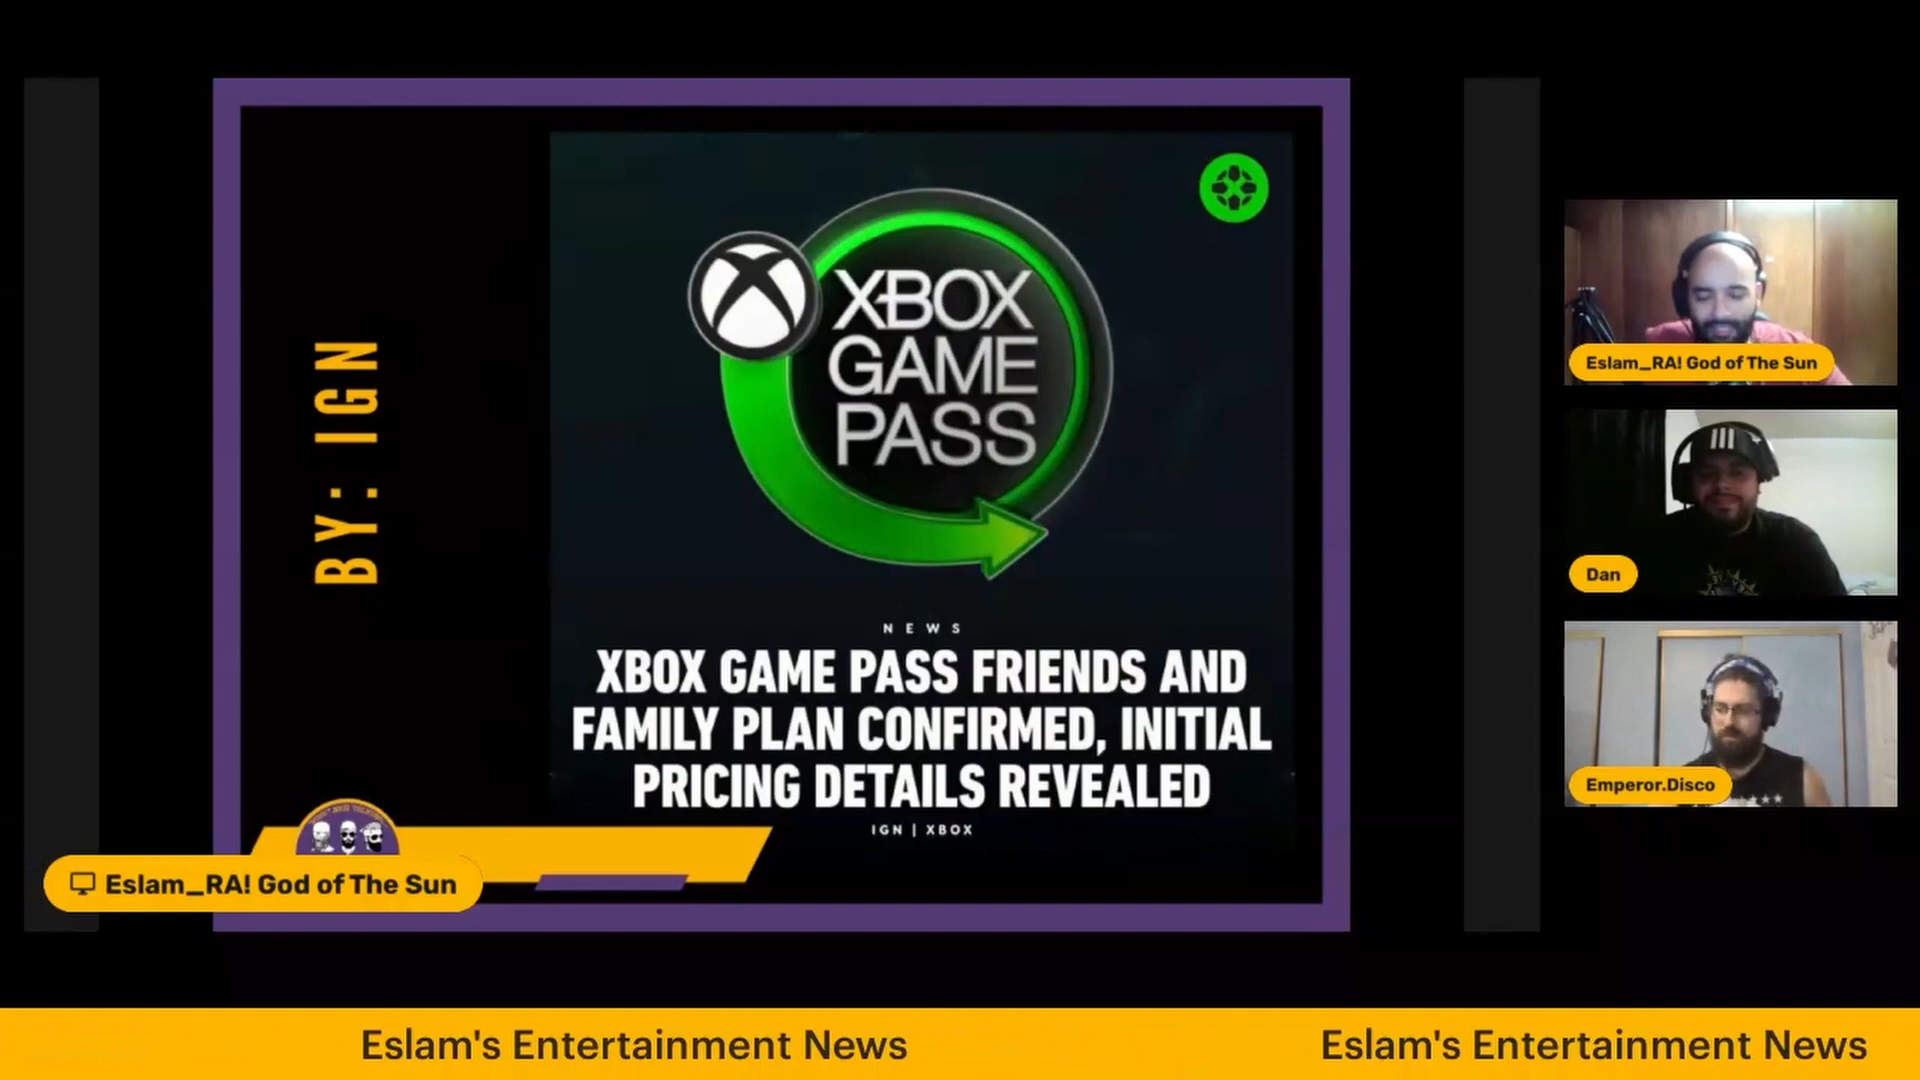 BY: IGN
XBOX
GAME
PASS
NEWS
XBOX GAME PASS FRIENDS AND
FAMILY PLAN CONFIRMED, INITIAL
PRICING DETAILS REVEALED
IGN | XBOX
Eslam_RA! God of The Sun
Eslam_RA! God of The Sun
Dan
Emperor.Disco
Eslam's Entertainment News
Eslam's Entertainment News